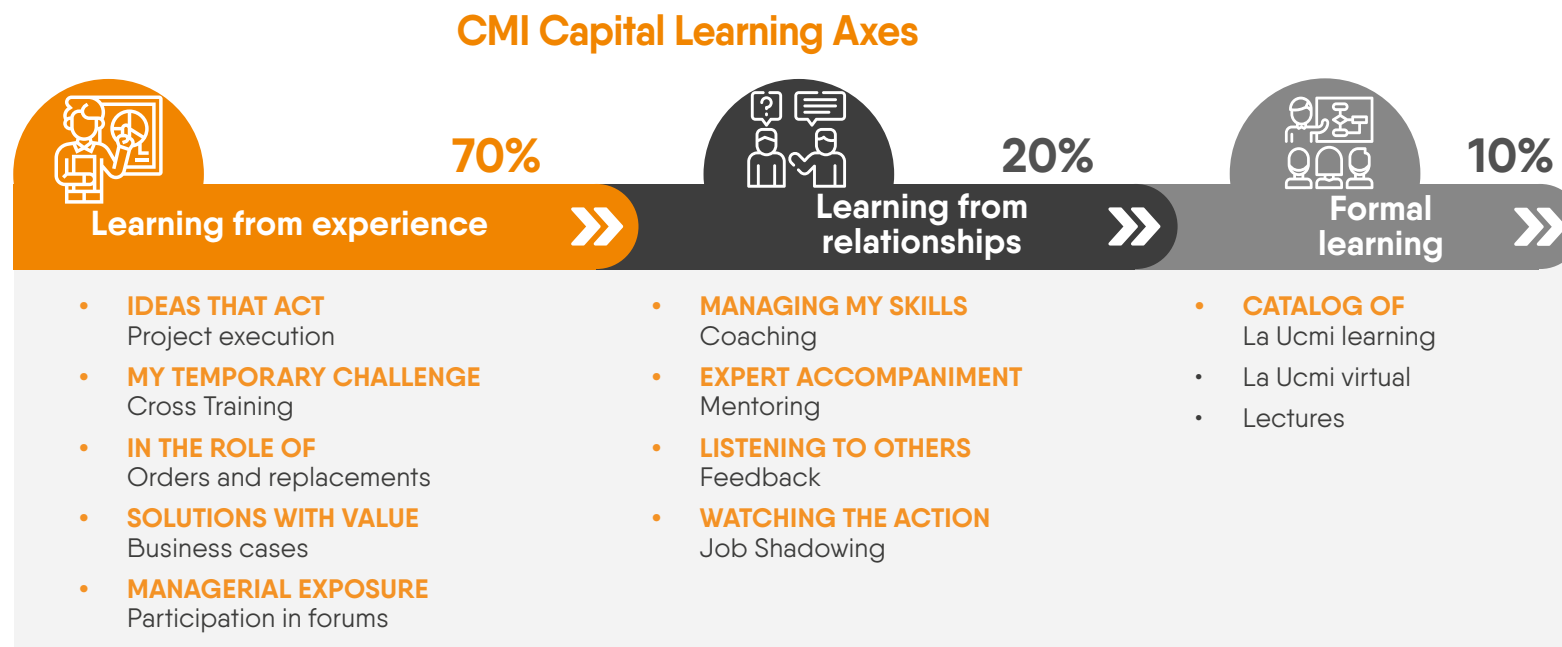 CMI Capital Learning Axes
70%
Learning from experience
• IDEAS THAT ACT
Project execution
• MY TEMPORARY CHALLENGE
Cross Training
• IN THE ROLE OF
Orders and replacements
• SOLUTIONS WITH VALUE
Business cases
• MANAGERIAL EXPOSURE
Participation in forums
?
20%
Learning from
relationships
• MANAGING MY SKILLS
Coaching
• EXPERT ACCOMPANIMENT
Mentoring
• LISTENING TO OTHERS
Feedback
• WATCHING THE ACTION
Job Shadowing
10%
Formal
learning
• CATALOG OF
La Ucmi learning
• La Ucmi virtual
• Lectures